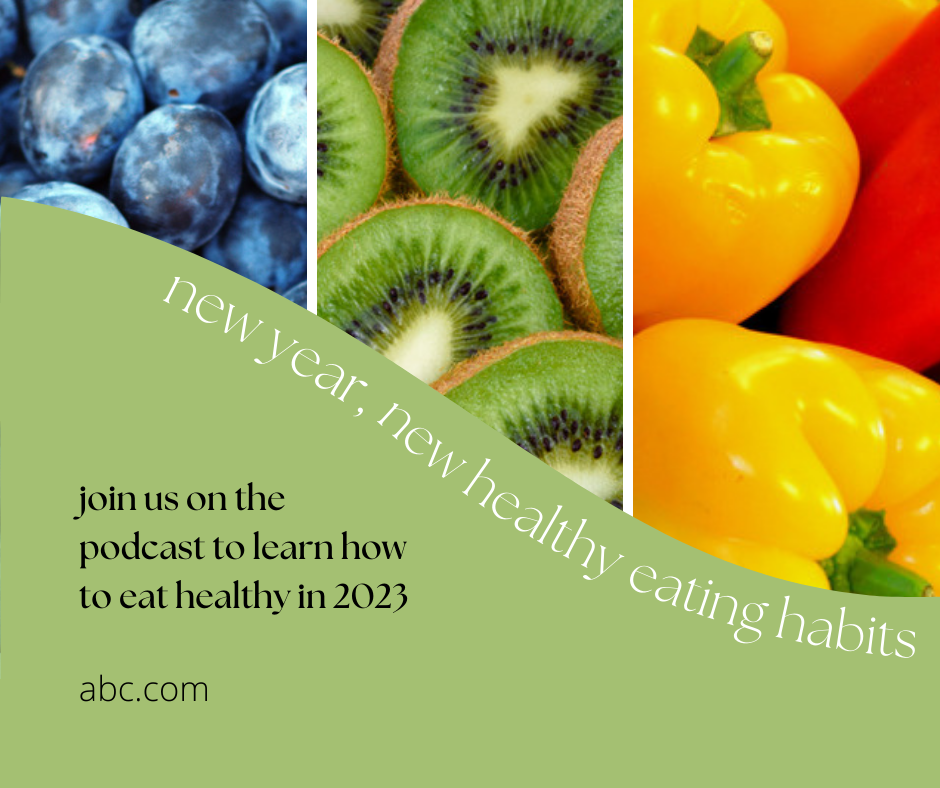 new year, new healthy eating habits
join us on the
podcast to learn how
to eat healthy in 2023
abc.com